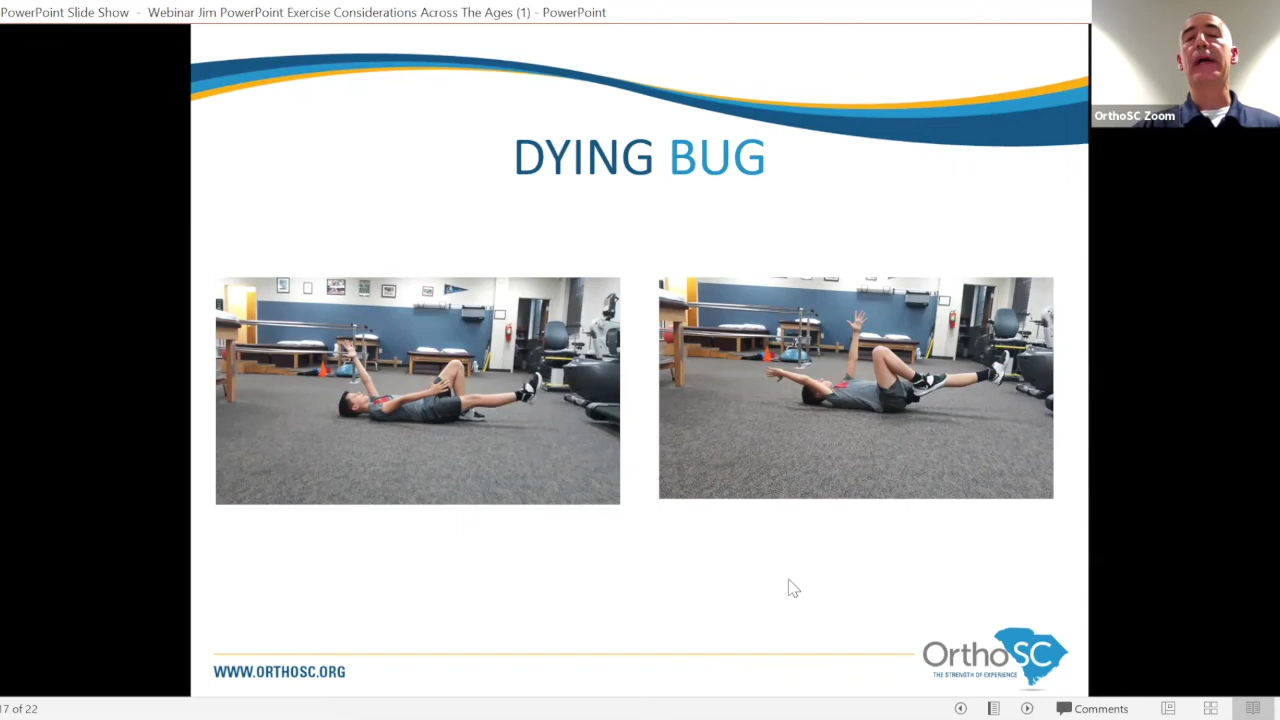 PowerPoint Slide Show - Webinar Jim PowerPoint Exercise Considerations Across The Ages (1) - PowerPoint
OrthoSC Zoom
DYING BUG
OrthoSC
THE STRENGTH OF EXPERIENCE
WWW.ORTHOSC.ORG
17 of 22
Comments